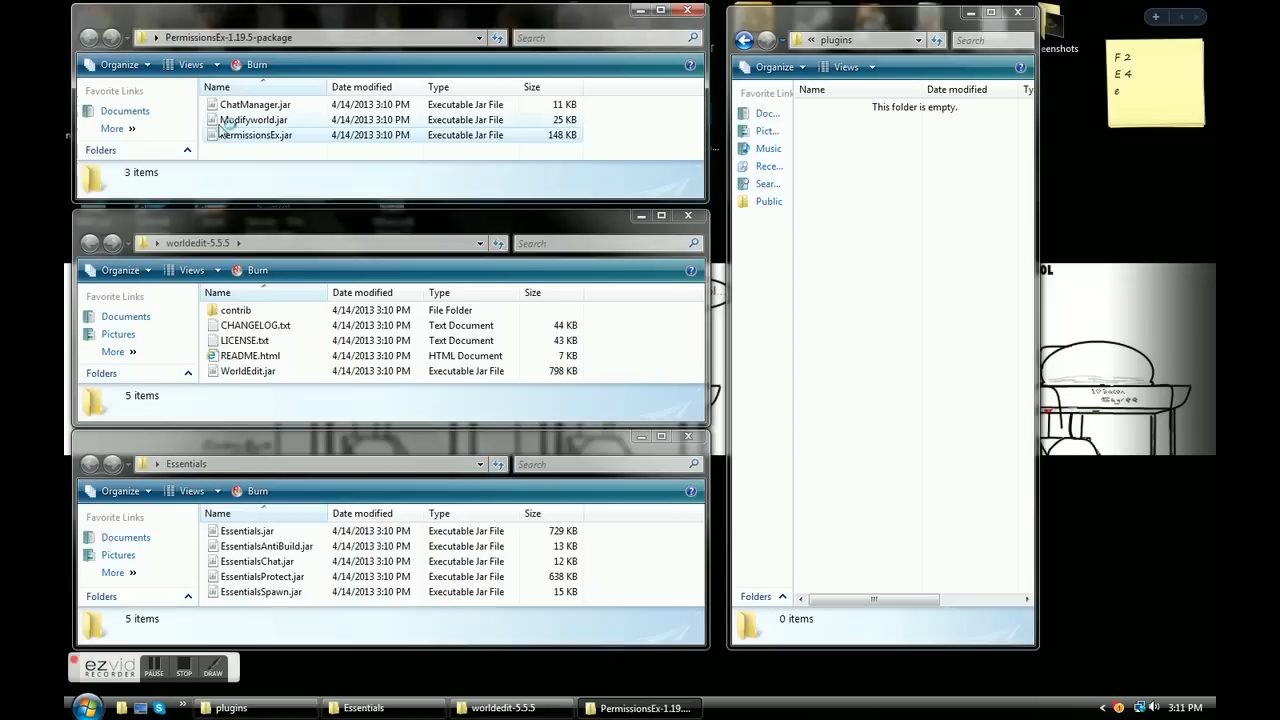 PermissionsEx-1.19.5-package
Search
Organize
Views
Burn
Favorite Links
Documents
More »
Folders
Name Date modified Type Size
ChatManager.jar 4/14/2013 3:10 PM Executable Jar File 11 KB
Modifyworld.jar 4/14/2013 3:10 PM Executable Jar File 25 KB
PermissionsEx.jar 4/14/2013 3:10 PM Executable Jar File 148 KB
3 items
worldedit-5.5.5
Search
Organize
Views
Burn
Favorite Links
Documents
Pictures
More »
Folders
Name Date modified Type Size
contrib 4/14/2013 3:10 PM File Folder
CHANGELOG.txt 4/14/2013 3:10 PM Text Document 44 KB
LICENSE.txt 4/14/2013 3:10 PM Text Document 43 KB
README.html 4/14/2013 3:10 PM HTML Document 7 KB
WorldEdit.jar 4/14/2013 3:10 PM Executable Jar File 798 KB
5 items
Essentials
Search
Organize
Views
Burn
Favorite Links
Documents
Pictures
More »
Folders
Name Date modified Type Size
Essentials.jar 4/14/2013 3:10 PM Executable Jar File 729 KB
EssentialsAntiBuild.jar 4/14/2013 3:10 PM Executable Jar File 13 KB
EssentialsChat.jar 4/14/2013 3:10 PM Executable Jar File 12 KB
EssentialsProtect.jar 4/14/2013 3:10 PM Executable Jar File 638 KB
EssentialsSpawn.jar 4/14/2013 3:10 PM Executable Jar File 15 KB
5 items
« plugins
Search
Organize
Views
Favorite Link
Doc...
Pict...
Music
Rece...
Sear...
Public
Folders
Name Date modified Ty
This folder is empty.
0 items
eenshots
F 2
E 4
e
ezvid
RECORDER
PAUSE
STOP
DRAW
plugins
Essentials
worldedit-5.5.5
PermissionsEx-1.19....
3:11 PM